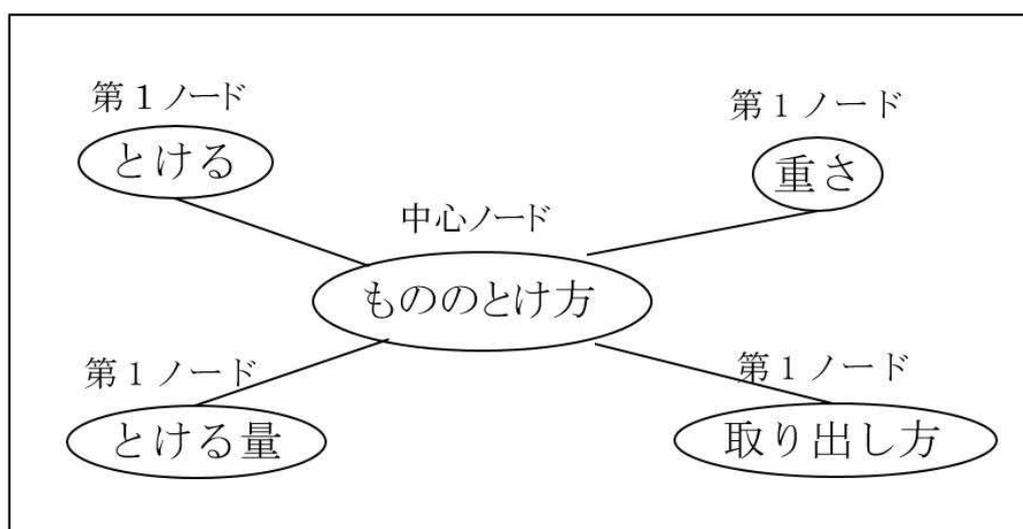 第1ノード
とける
第1ノード
重さ
中心ノード
もののとけ方
第1ノード
とける量
第1ノード
取り出し方